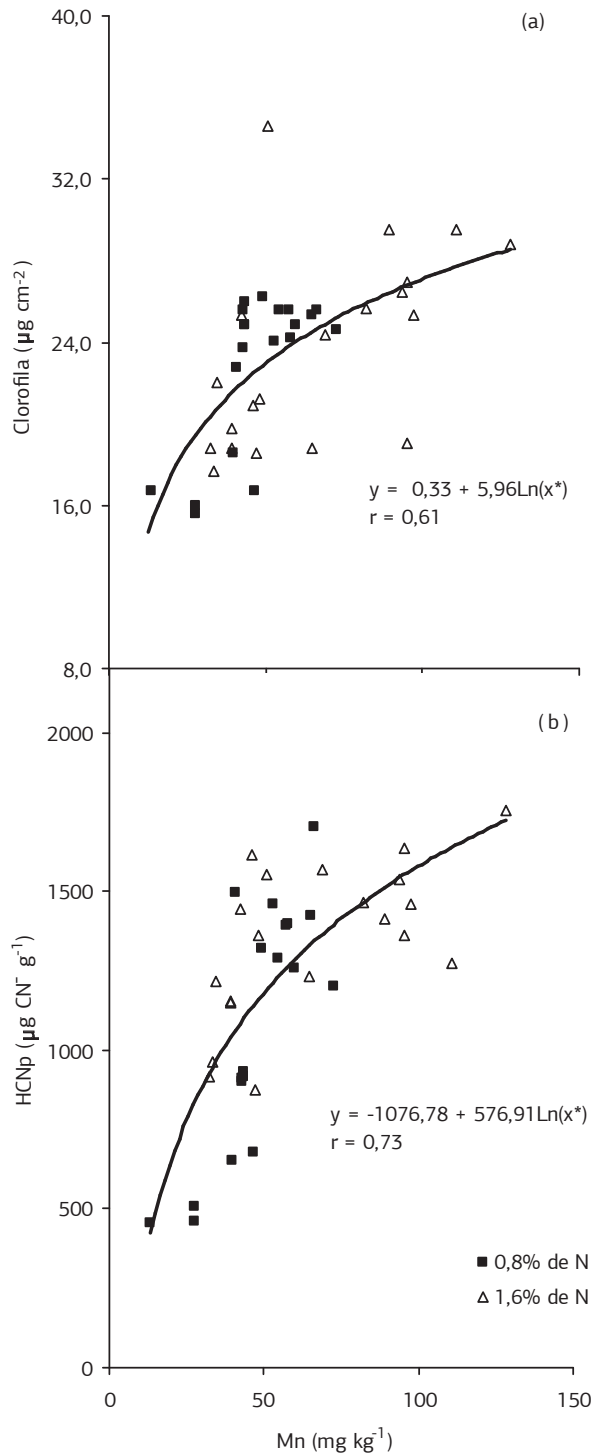 (a)
40,0
32,0
24,0
16,0
8,0
Clorofila (µg cm-2)
y = 0,33 + 5,96Ln(x*)
r = 0,61
(b)
2000
1500
1000
500
0
HCNp (µg CN- g-1)
y = -1076,78 + 576,91Ln(x*)
r = 0,73
0,8% de N
1,6% de N
0 50 100 150
Mn (mg kg-1)